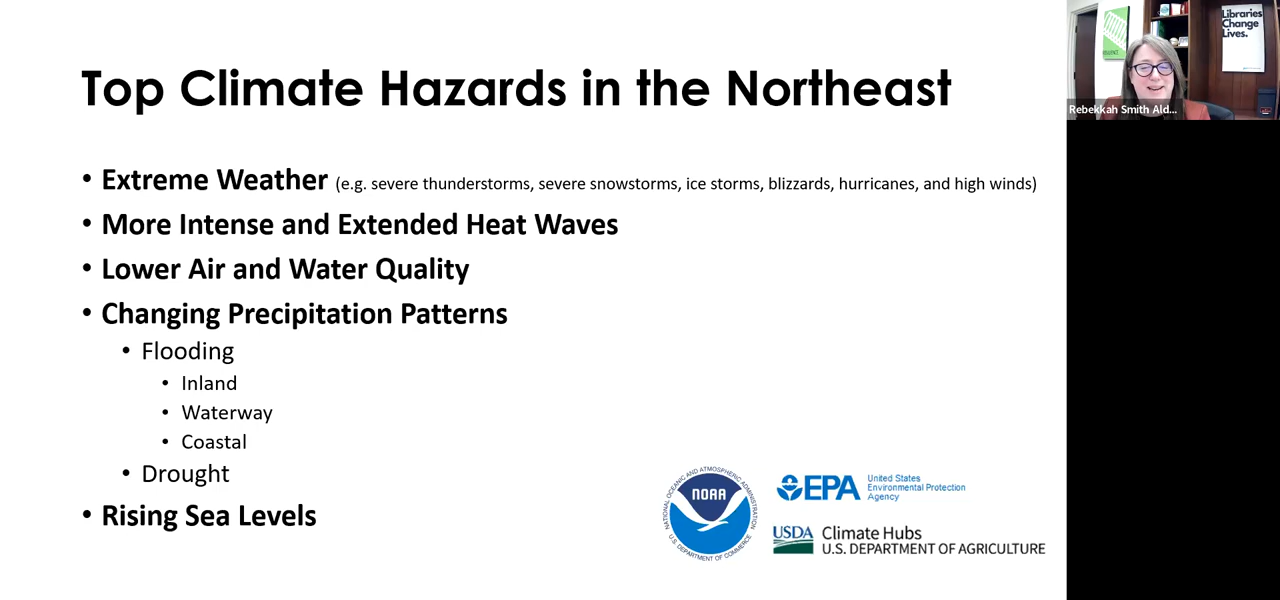 Top Climate Hazards in the Northeast
• Extreme Weather (e.g. severe thunderstorms, severe snowstorms, ice storms, blizzards, hurricanes, and high winds)
• More Intense and Extended Heat Waves
• Lower Air and Water Quality
• Changing Precipitation Patterns
• Flooding
• Inland
• Waterway
• Coastal
• Drought
• Rising Sea Levels
NATIONAL OCEANIC AND ATMOSPHERIC ADMINISTRATION
NOAA
U.S. DEPARTMENT OF COMMERCE
EPA
United States
Environmental Protection
Agency
USDA
Climate Hubs
U.S. DEPARTMENT OF AGRICULTURE
Libraries
Change
Lives.
Rebekkah Smith Ald...